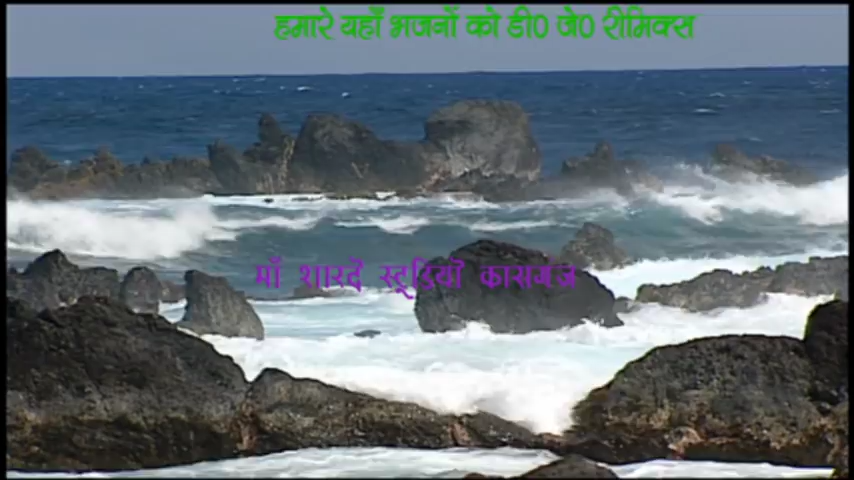 हमारे यहाँ भजनों को डी0 जे0 रीमिक्स
माँ शारदे स्टूडियो कासगंज